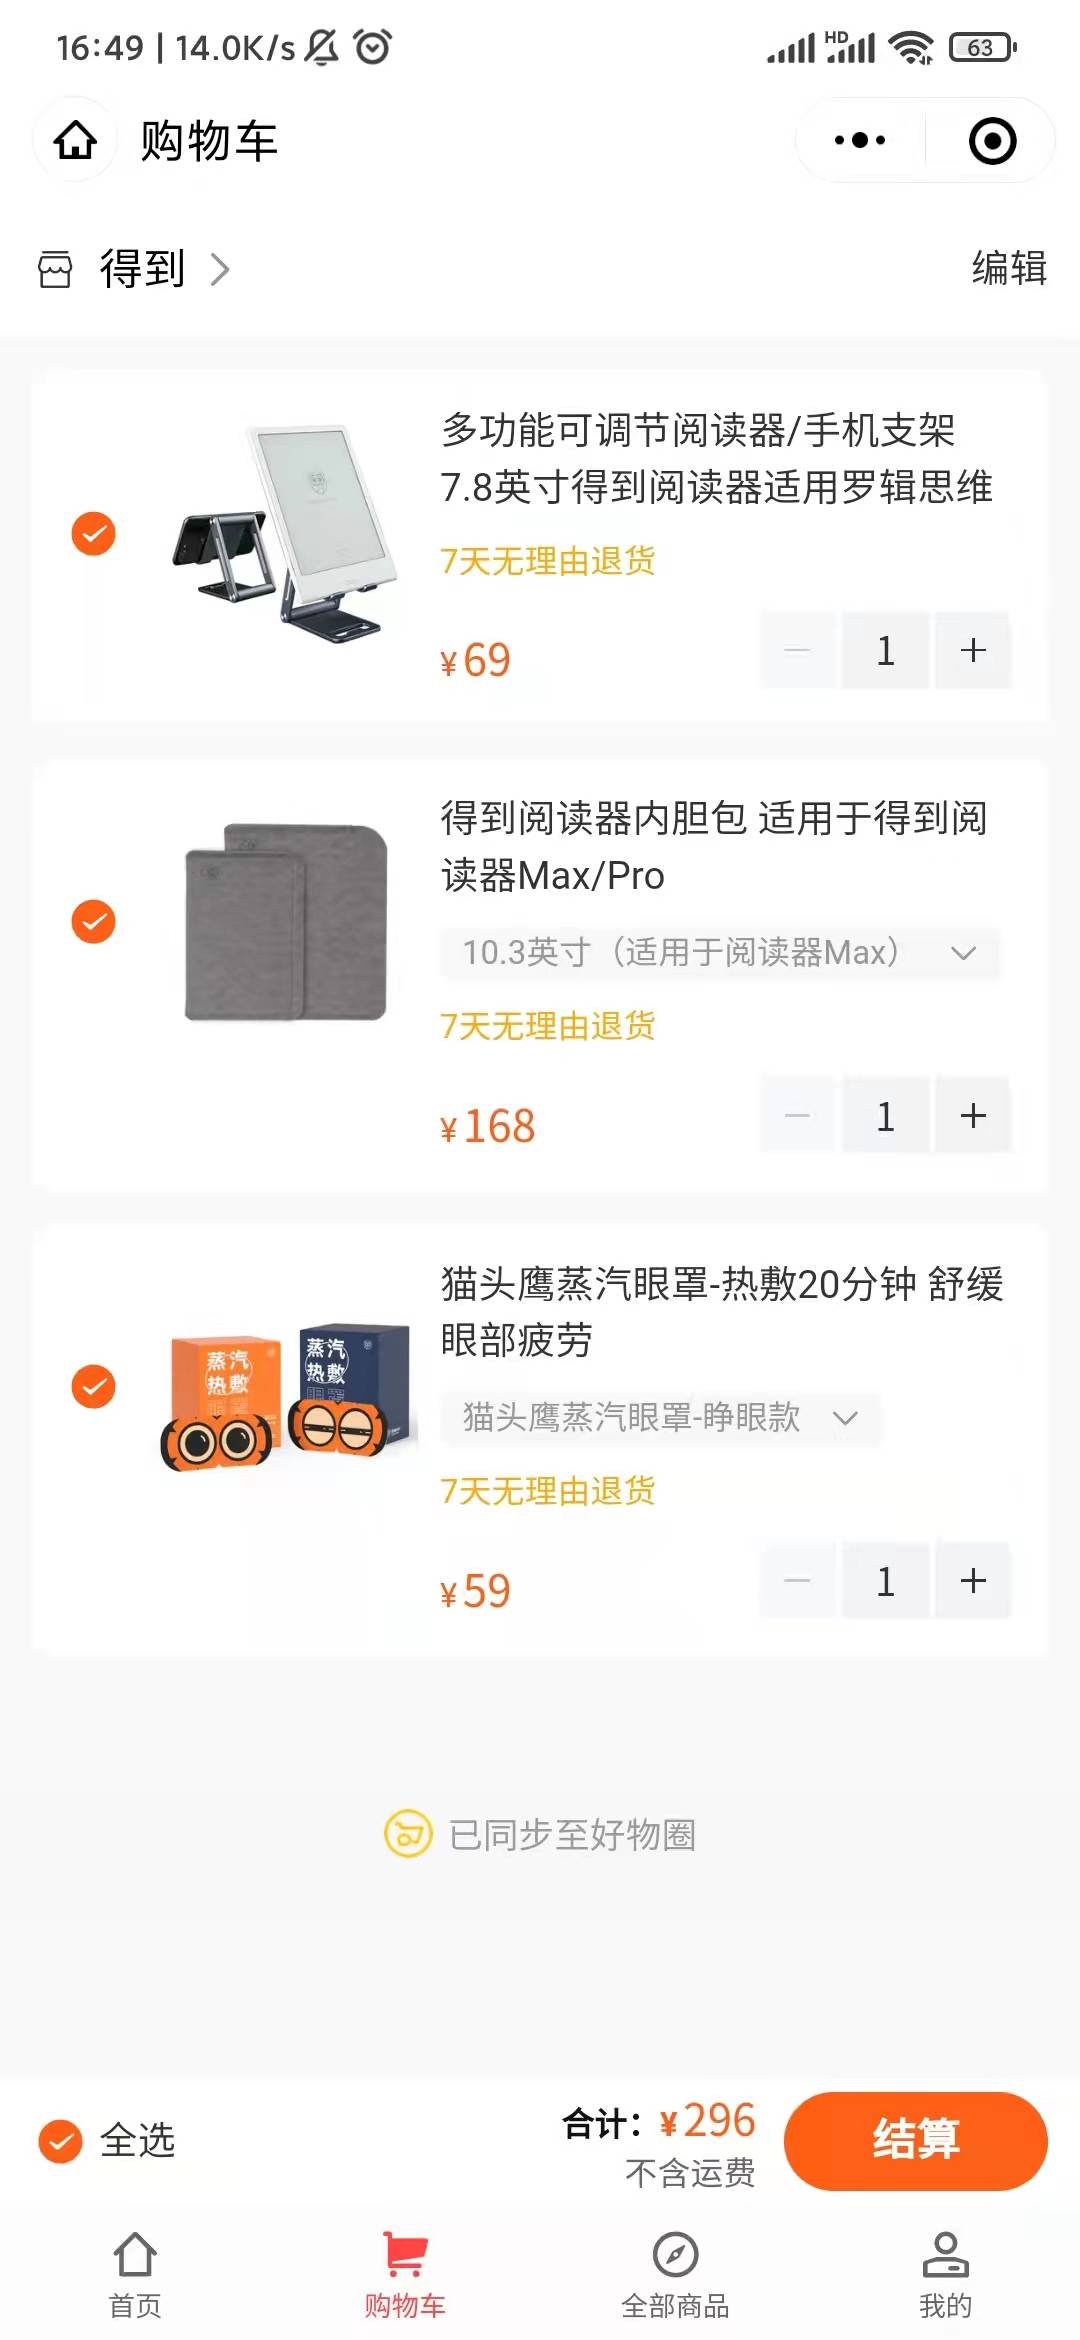 16:49 | 14.0K/s
HD
63
购物车
得到
编辑
多功能可调节阅读器/手机支架
7.8英寸得到阅读器适用罗辑思维
7天无理由退货
¥69
1
得到阅读器内胆包 适用于得到阅
读器Max/Pro
10.3英寸（适用于阅读器Max）
7天无理由退货
¥168
1
猫头鹰蒸汽眼罩-热敷20分钟 舒缓
眼部疲劳
蒸汽
热敷
眼罩
蒸汽
热敷
眼罩
猫头鹰蒸汽眼罩-睁眼款
7天无理由退货
¥59
1
已同步至好物圈
全选
合计：¥296
不含运费
结算
首页
购物车
全部商品
我的